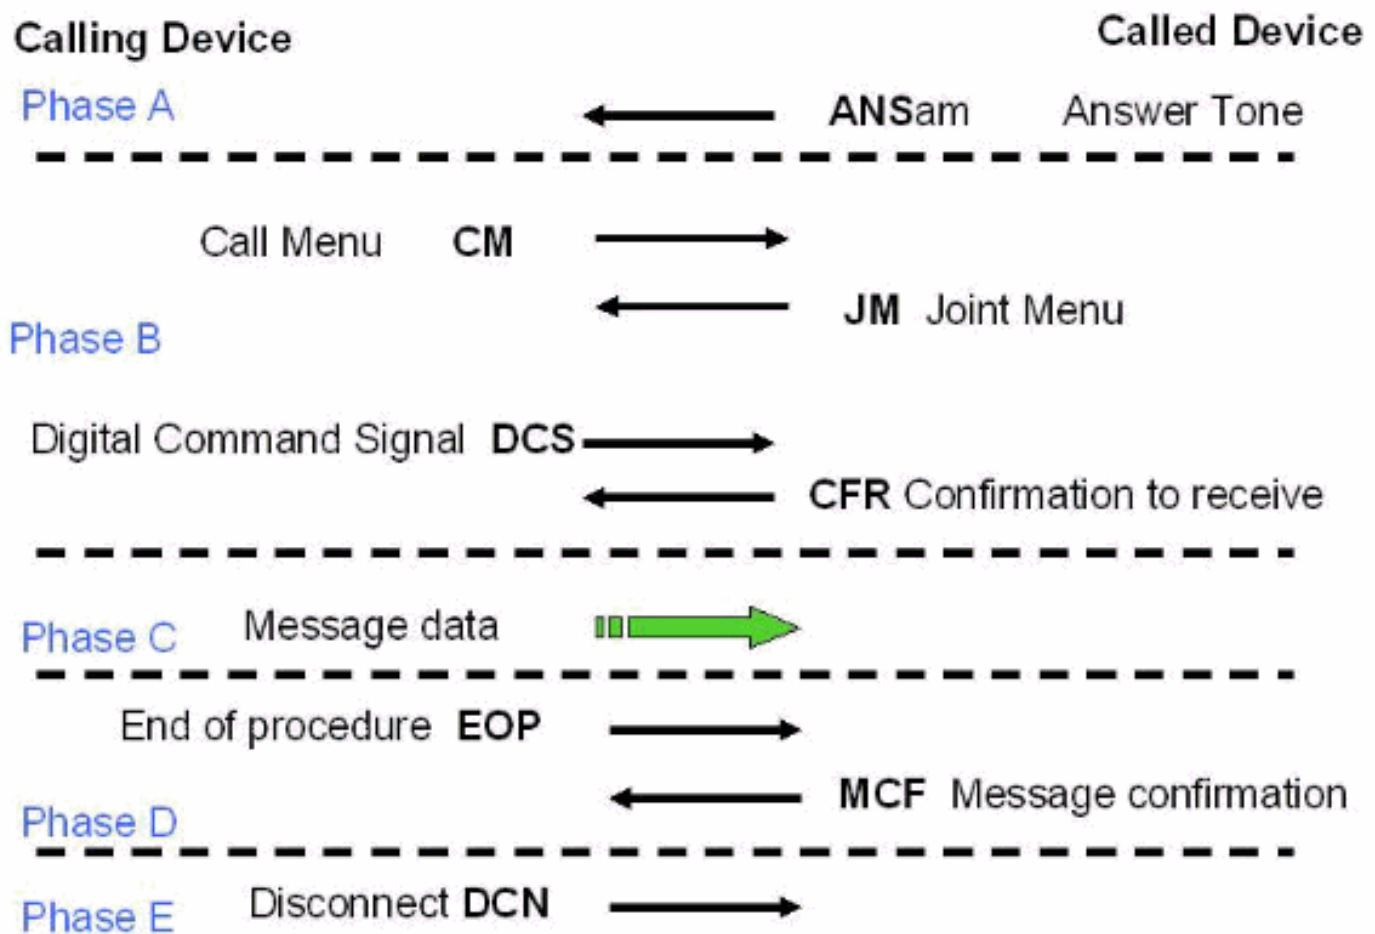 Calling Device Called Device
Phase A ANSam Answer Tone
Call Menu CM
JM Joint Menu
Phase B
Digital Command Signal DCS
CFR Confirmation to receive
Phase C Message data
End of procedure EOP
MCF Message confirmation
Phase D
Phase E Disconnect DCN